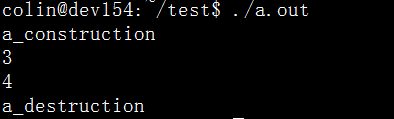 colin@dev154:~/test$ ./a.out
a_construction
3
4
a_destruction